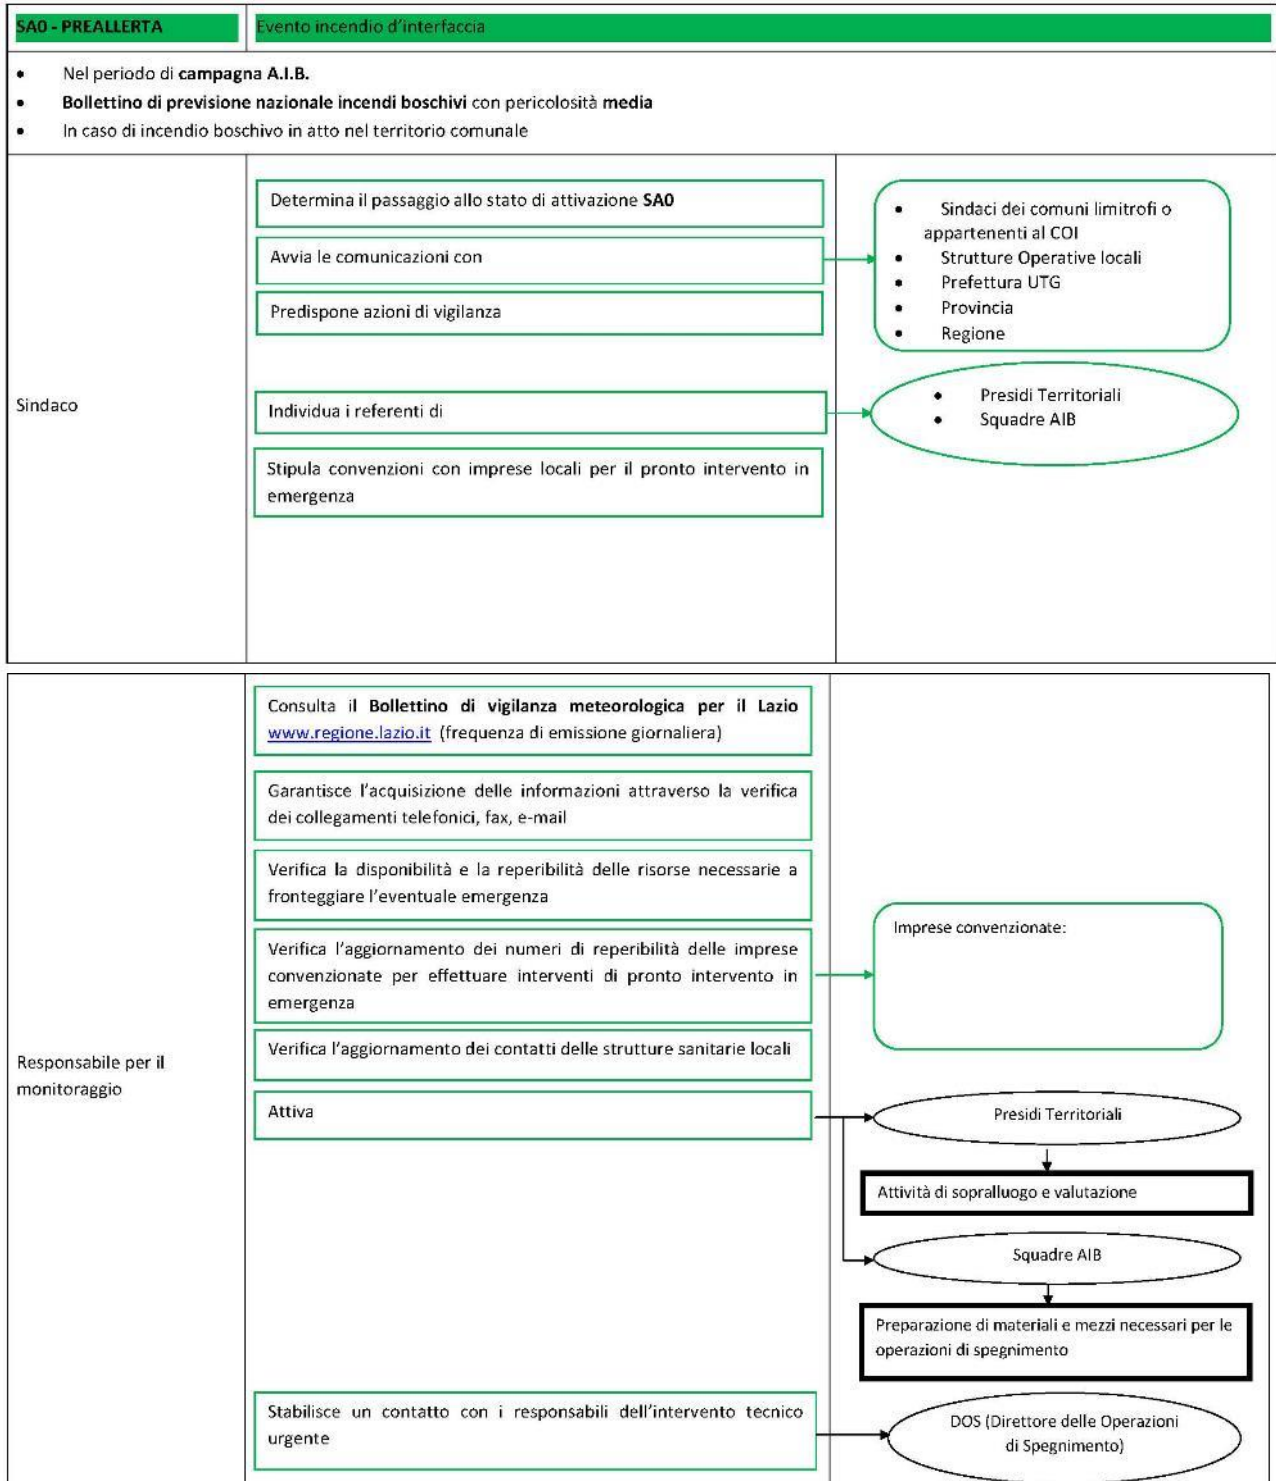 SA0 - PREALLERTA
Evento incendio d'interfaccia
• Nel periodo di campagna A.I.B.
• Bollettino di previsione nazionale incendi boschivi con pericolosità media
• In caso di incendio boschivo in atto nel territorio comunale
Sindaco
Determina il passaggio allo stato di attivazione SA0
Avvia le comunicazioni con
• Sindaci dei comuni limitrofi o
appartenenti al COI
• Strutture Operative locali
• Prefettura UTG
• Provincia
• Regione
Predispone azioni di vigilanza
Individua i referenti di
• Presidi Territoriali
• Squadre AIB
Stipula convenzioni con imprese locali per il pronto intervento in
emergenza
Responsabile per il
monitoraggio
Consulta il Bollettino di vigilanza meteorologica per il Lazio
www.regione.lazio.it (frequenza di emissione giornaliera)
Garantisce l'acquisizione delle informazioni attraverso la verifica
dei collegamenti telefonici, fax, e-mail
Verifica la disponibilità e la reperibilità delle risorse necessarie a
fronteggiare l'eventuale emergenza
Verifica l'aggiornamento dei numeri di reperibilità delle imprese
convenzionate per effettuare interventi di pronto intervento in
emergenza
Imprese convenzionate:
Verifica l'aggiornamento dei contatti delle strutture sanitarie locali
Attiva
Presidi Territoriali
Attività di sopralluogo e valutazione
Squadre AIB
Preparazione di materiali e mezzi necessari per le
operazioni di spegnimento
Stabilisce un contatto con i responsabili dell'intervento tecnico
urgente
DOS (Direttore delle Operazioni
di Spegnimento)